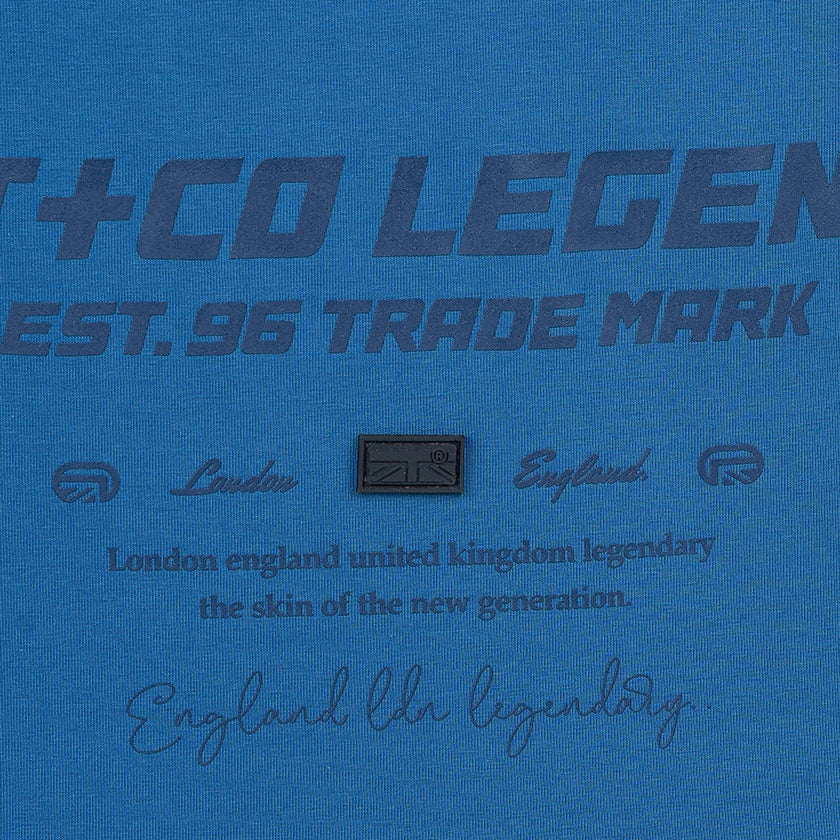 T+CO LEGEN
EST. 96 TRADE MARK
London ® England.
London england united kingdom legendary
the skin of the new generation.
England ldn legendary..